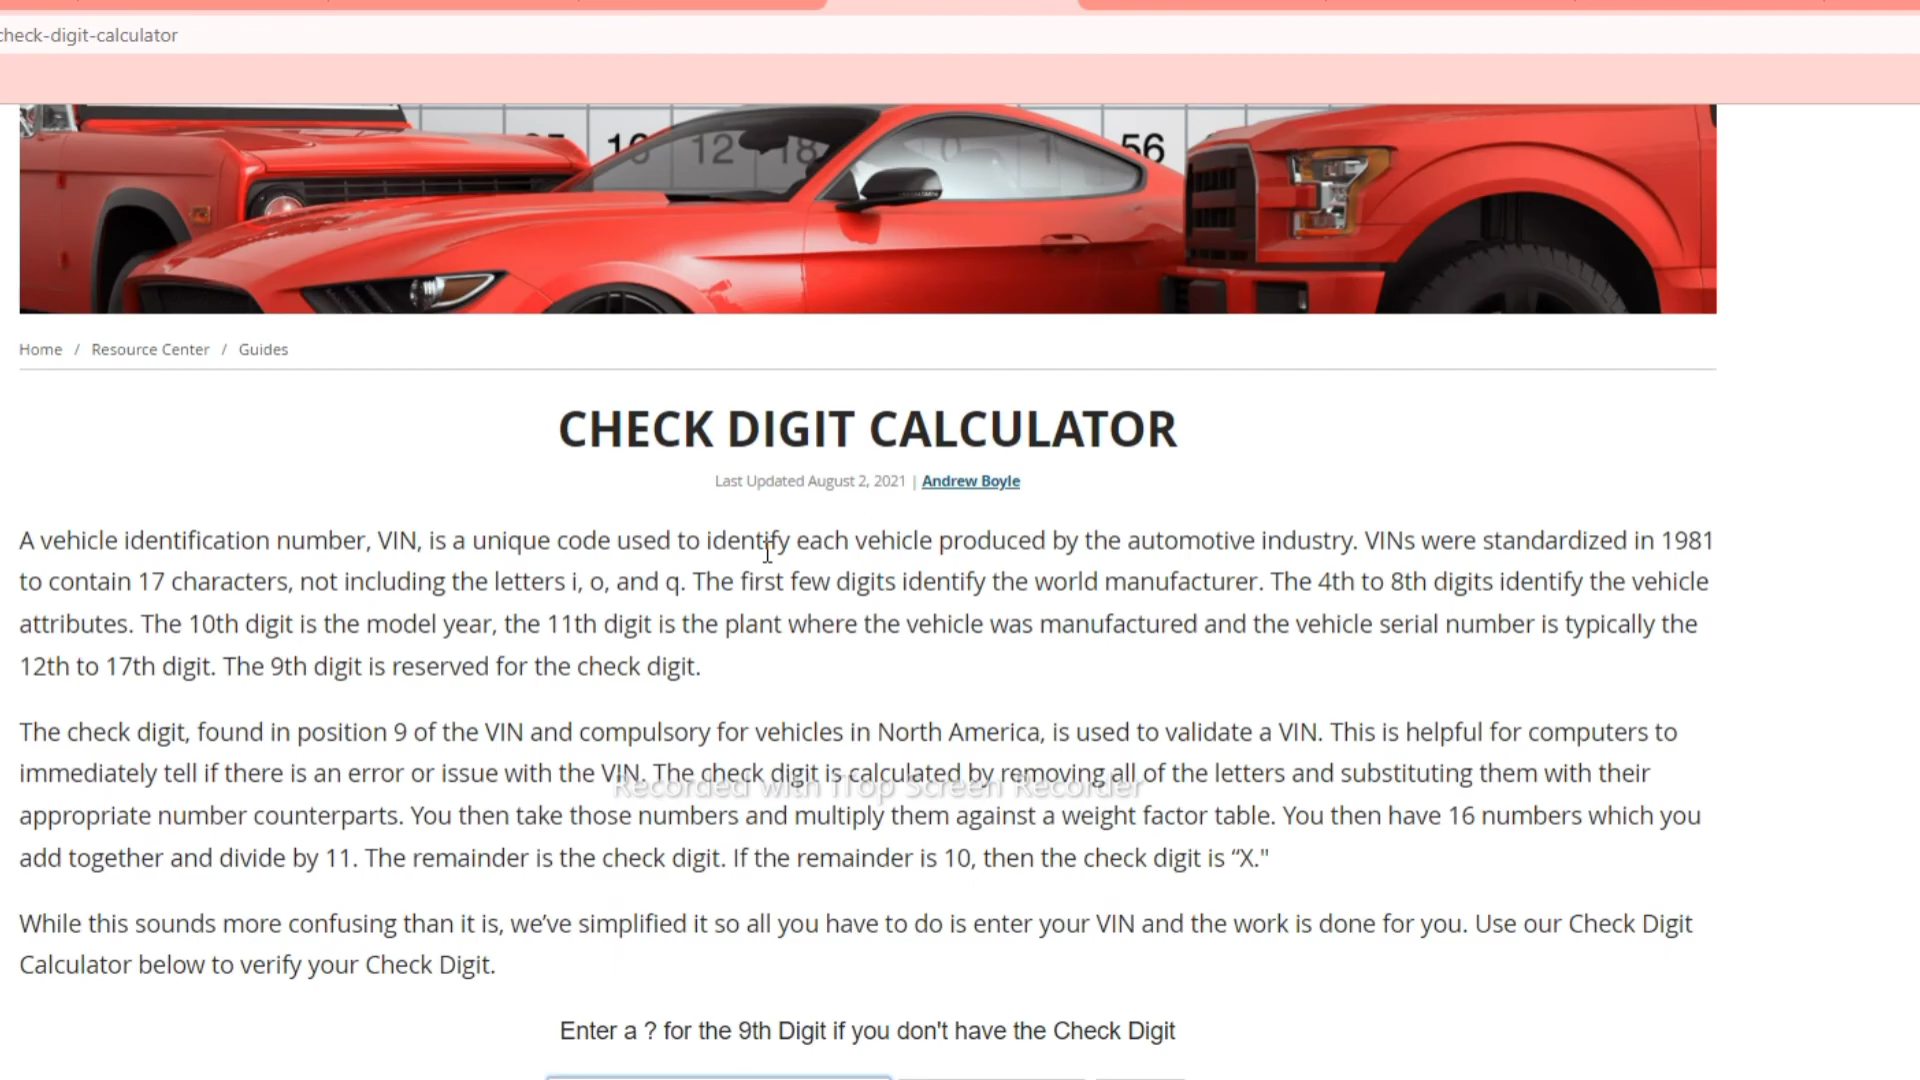 check-digit-calculator
12 18 10 1 56
Home / Resource Center / Guides
CHECK DIGIT CALCULATOR
Last Updated August 2, 2021 | Andrew Boyle
A vehicle identification number, VIN, is a unique code used to identify each vehicle produced by the automotive industry. VINs were standardized in 1981
to contain 17 characters, not including the letters i, o, and q. The first few digits identify the world manufacturer. The 4th to 8th digits identify the vehicle
attributes. The 10th digit is the model year, the 11th digit is the plant where the vehicle was manufactured and the vehicle serial number is typically the
12th to 17th digit. The 9th digit is reserved for the check digit.
The check digit, found in position 9 of the VIN and compulsory for vehicles in North America, is used to validate a VIN. This is helpful for computers to
immediately tell if there is an error or issue with the VIN. The check digit is calculated by removing all of the letters and substituting them with their
Recorded with iTop Screen Recorder
appropriate number counterparts. You then take those numbers and multiply them against a weight factor table. You then have 16 numbers which you
add together and divide by 11. The remainder is the check digit. If the remainder is 10, then the check digit is “X."
While this sounds more confusing than it is, we’ve simplified it so all you have to do is enter your VIN and the work is done for you. Use our Check Digit
Calculator below to verify your Check Digit.
Enter a ? for the 9th Digit if you don't have the Check Digit